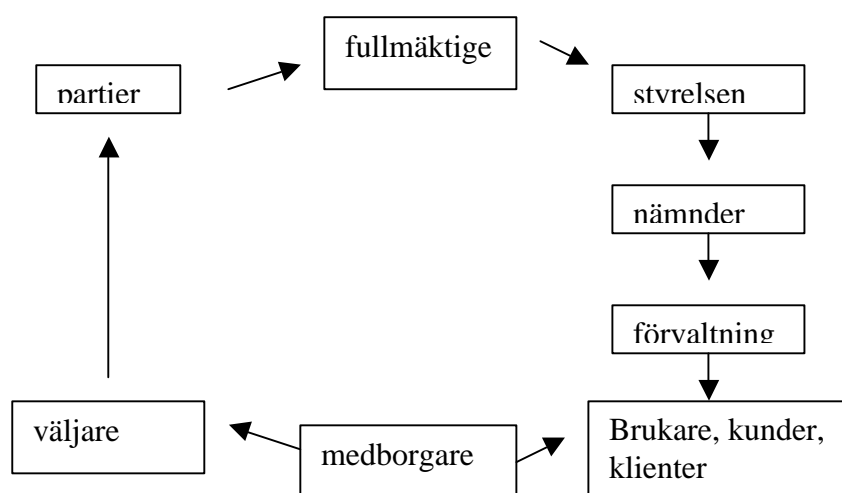 fullmäktige
partier
styrelsen
nämnder
förvaltning
väljare
medborgare
Brukare, kunder,
klienter